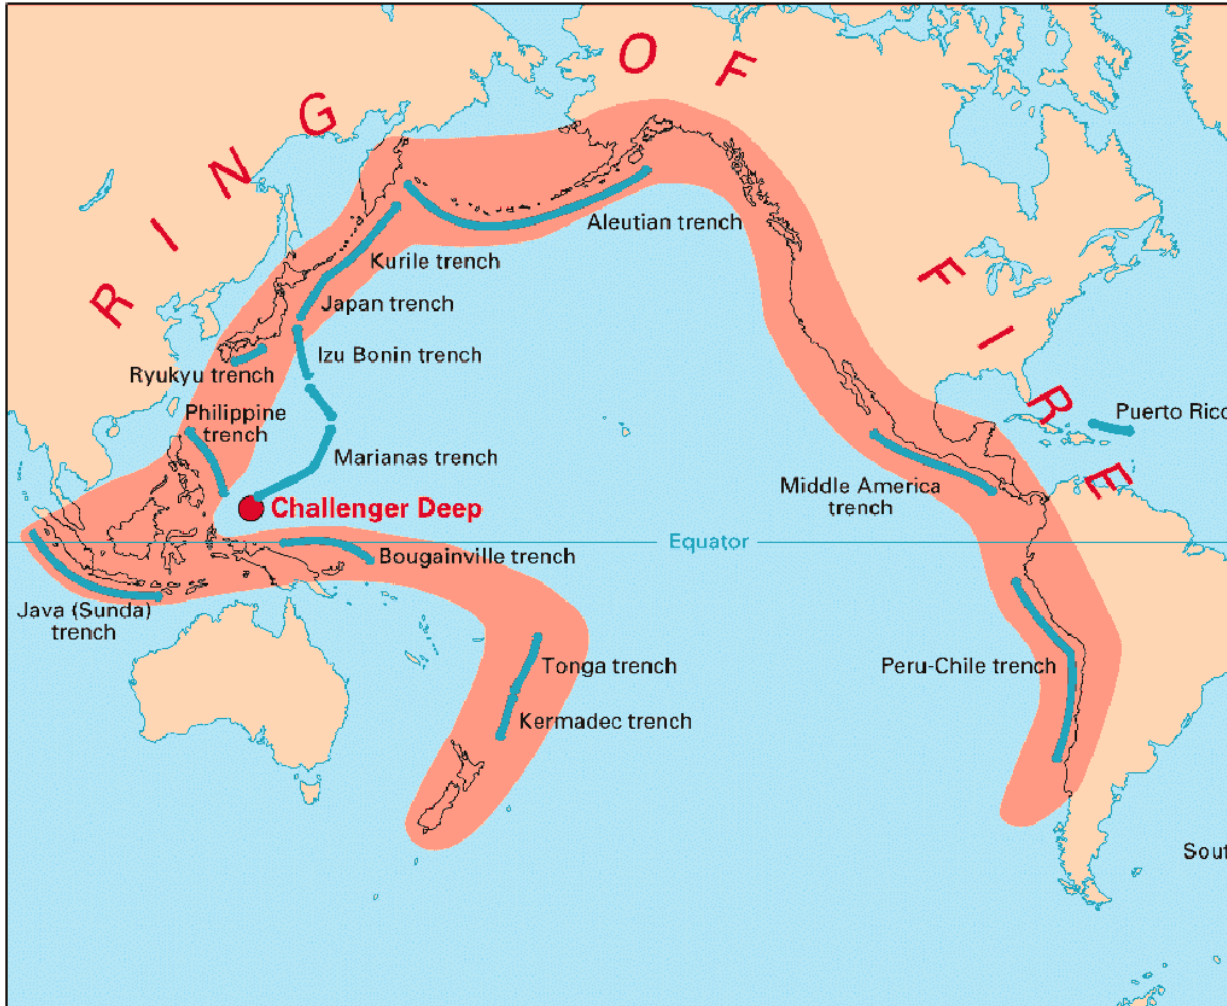 RING OF FIRE
Aleutian trench
Kurile trench
Japan trench
Izu Bonin trench
Ryukyu trench
Philippine
trench
Marianas trench
Challenger Deep
Puerto Ric
Middle America
trench
Equator
Bougainville trench
Java (Sunda)
trench
Tonga trench
Kermadec trench
Peru-Chile trench
Sout